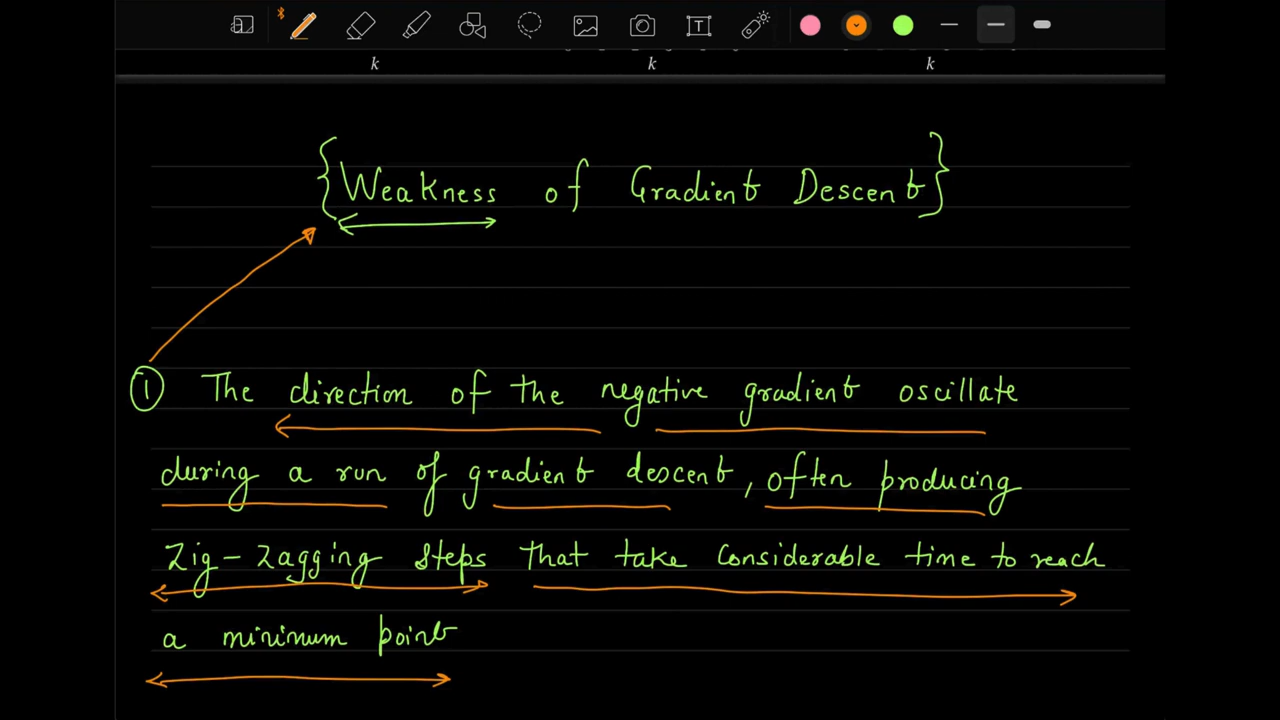 k k k
{Weakness of Gradient Descent}
① The direction of the negative gradient oscillate
during a run of gradient descent, often producing
Zig-Zagging steps that take considerable time to reach
a minimum point